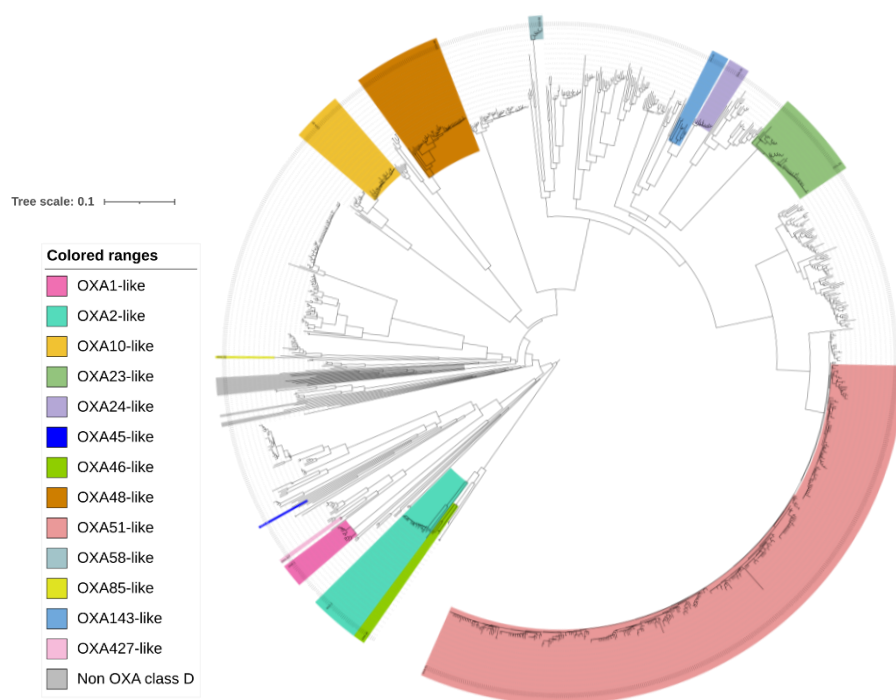 Tree scale: 0.1
Colored ranges
OXA1-like
OXA2-like
OXA10-like
OXA23-like
OXA24-like
OXA45-like
OXA46-like
OXA48-like
OXA51-like
OXA58-like
OXA85-like
OXA143-like
OXA427-like
Non OXA class D